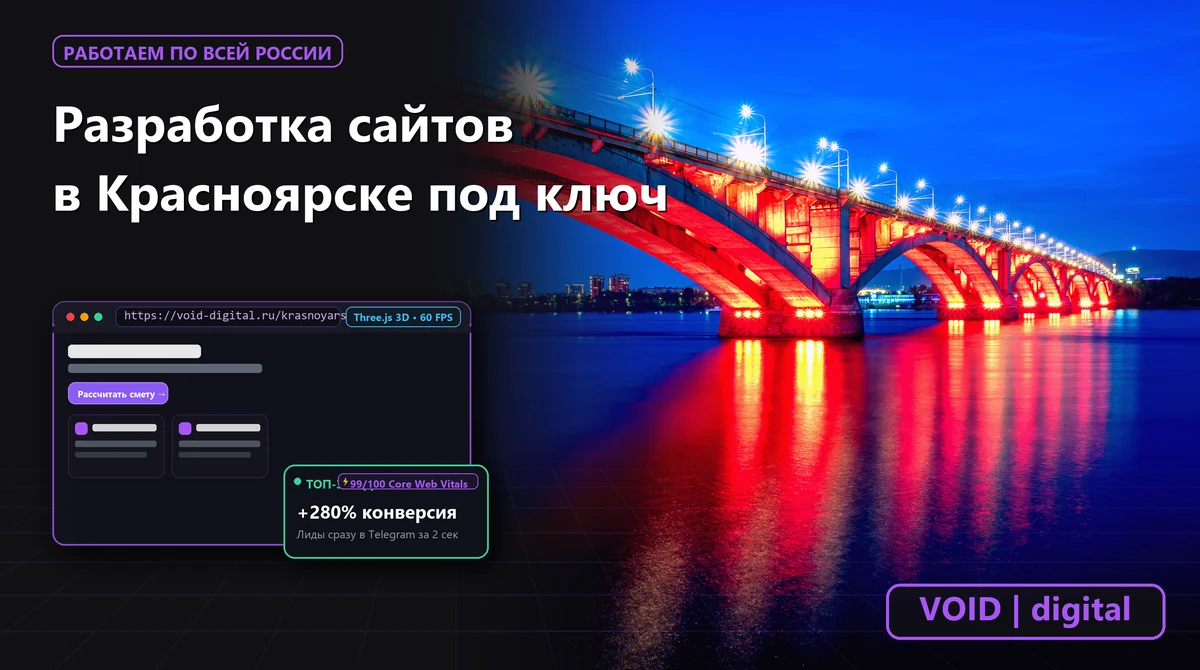 РАБОТАЕМ ПО ВСЕЙ РОССИИ
Разработка сайтов
в Красноярске под ключ
https://void-digital.ru/krasnoyars
Three.js 3D • 60 FPS
Рассчитать смету →
ТОП-
⚡99/100 Core Web Vitals
+280% конверсия
Лиды сразу в Telegram за 2 сек
VOID | digital